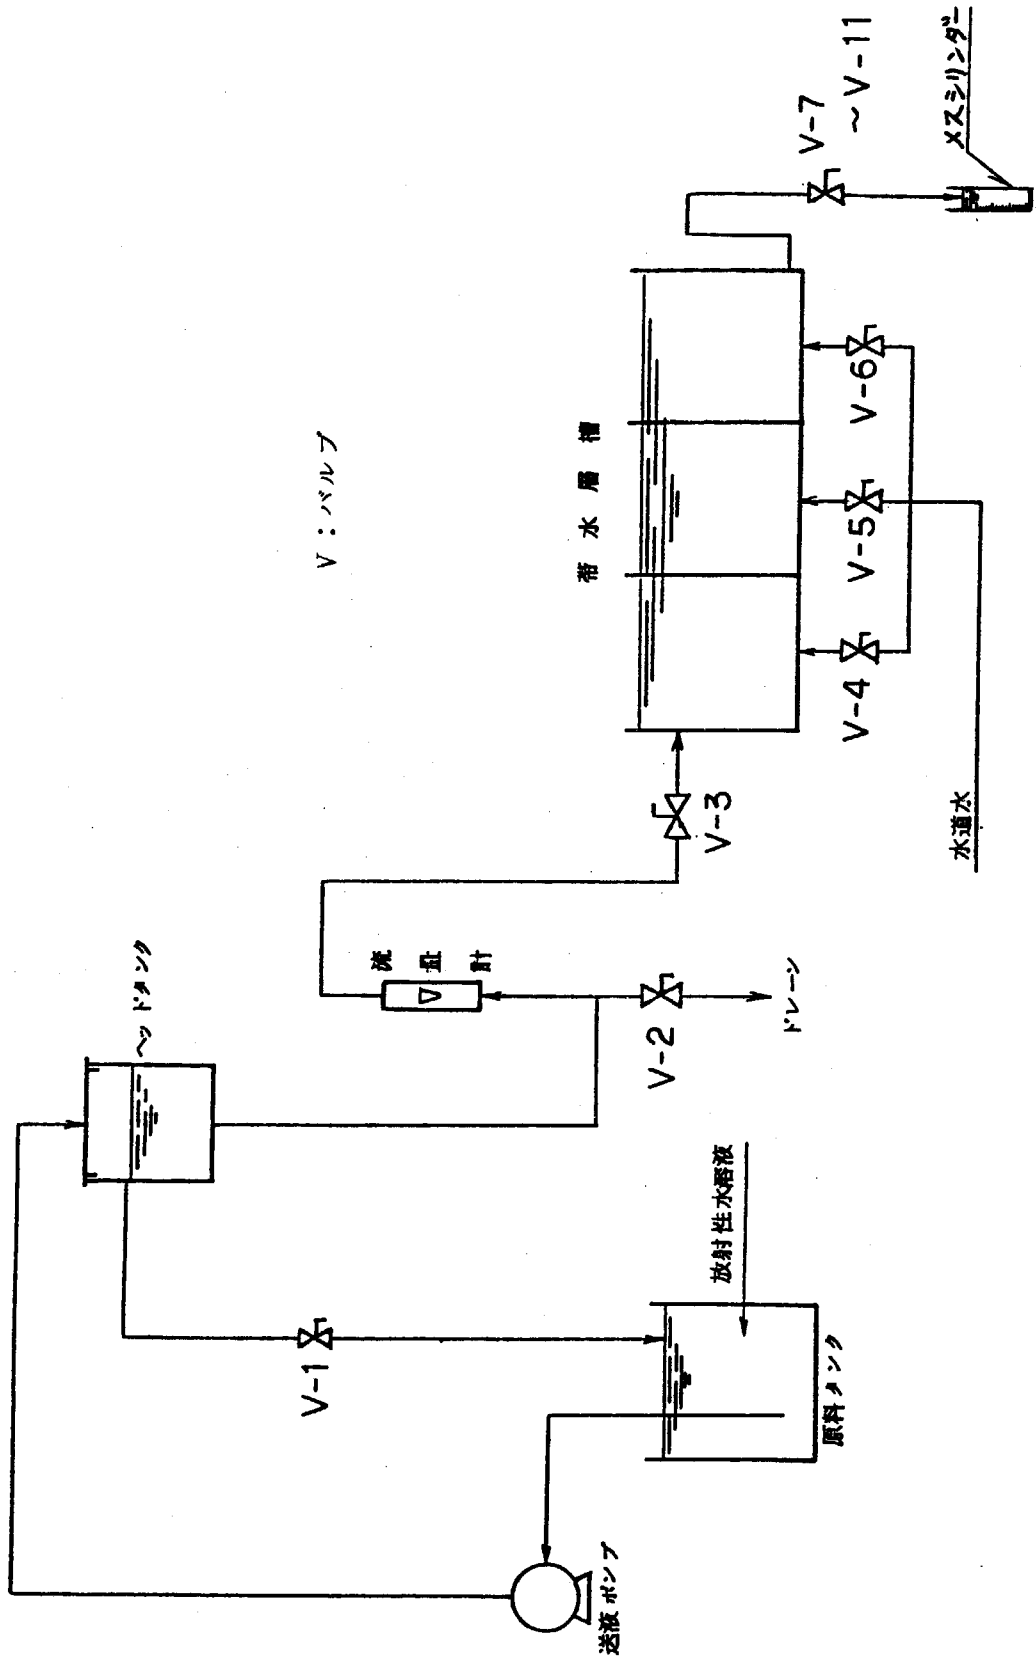 ヘッドタンク
V-1
送液ポンプ
原料タンク
放射性水溶液
流量計
V-2
ドレーン
V:バルブ
V-3
帯水層槽
V-4
V-5
V-6
水道水
V-7
~V-11
メスシリンダー